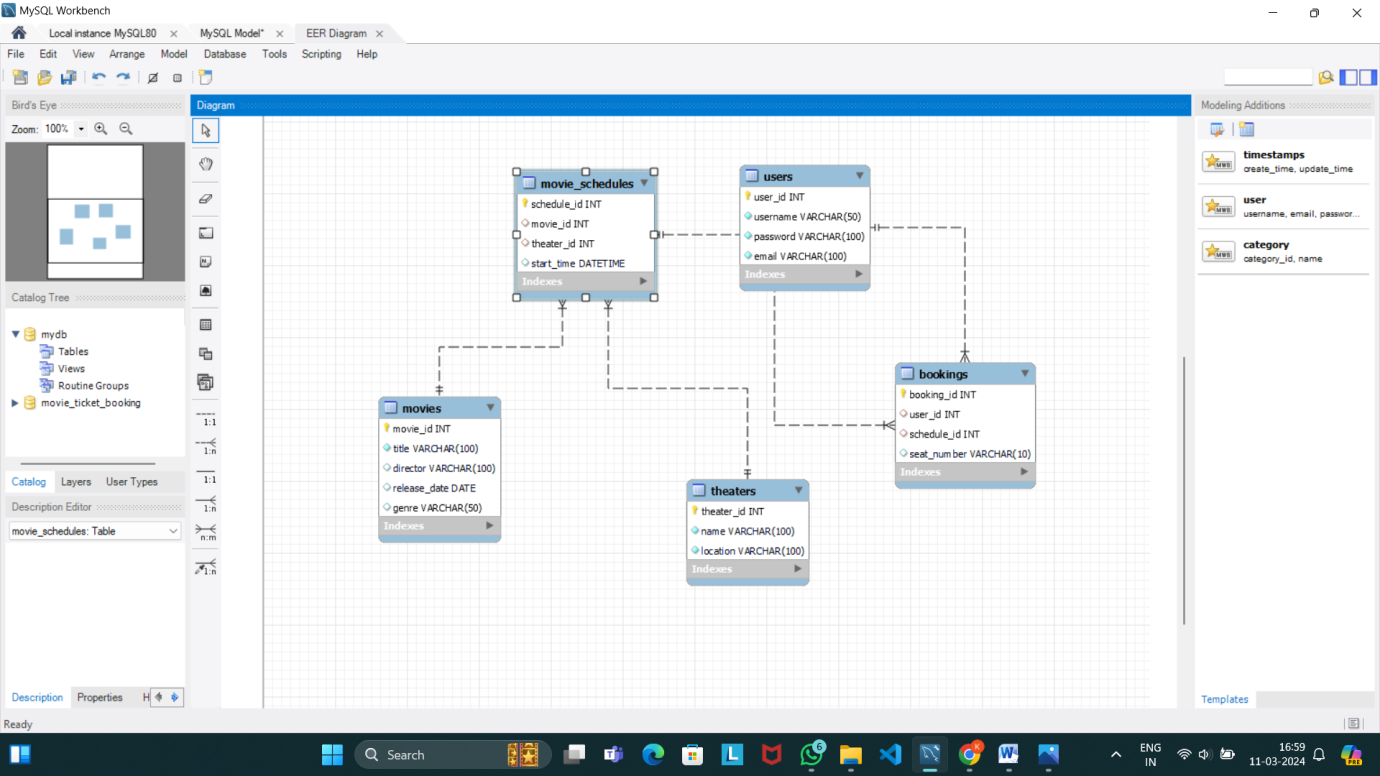 MySQL Workbench
Local instance MySQL80
MySQL Model*
EER Diagram
File Edit View Arrange Model Database Tools Scripting Help
Bird's Eye
Zoom: 100%
Catalog Tree
mydb
Tables
Views
Routine Groups
movie_ticket_booking
Catalog Layers User Types
Description Editor
movie_schedules: Table
Description Properties H
Ready
1:1
1:n
1:1
1:n
n:m
1:n
Diagram
movie_schedules
schedule_id INT
movie_id INT
theater_id INT
start_time DATETIME
Indexes
users
user_id INT
username VARCHAR(50)
password VARCHAR(100)
email VARCHAR(100)
Indexes
movies
movie_id INT
title VARCHAR(100)
director VARCHAR(100)
release_date DATE
genre VARCHAR(50)
Indexes
theaters
theater_id INT
name VARCHAR(100)
location VARCHAR(100)
Indexes
bookings
booking_id INT
user_id INT
schedule_id INT
seat_number VARCHAR(10)
Indexes
Modeling Additions
MWB
timestamps
create_time, update_time
MWB
user
username, email, passwor...
MWB
category
category_id, name
Templates
Search
6
K
ENG
IN
16:59
11-03-2024
PRE